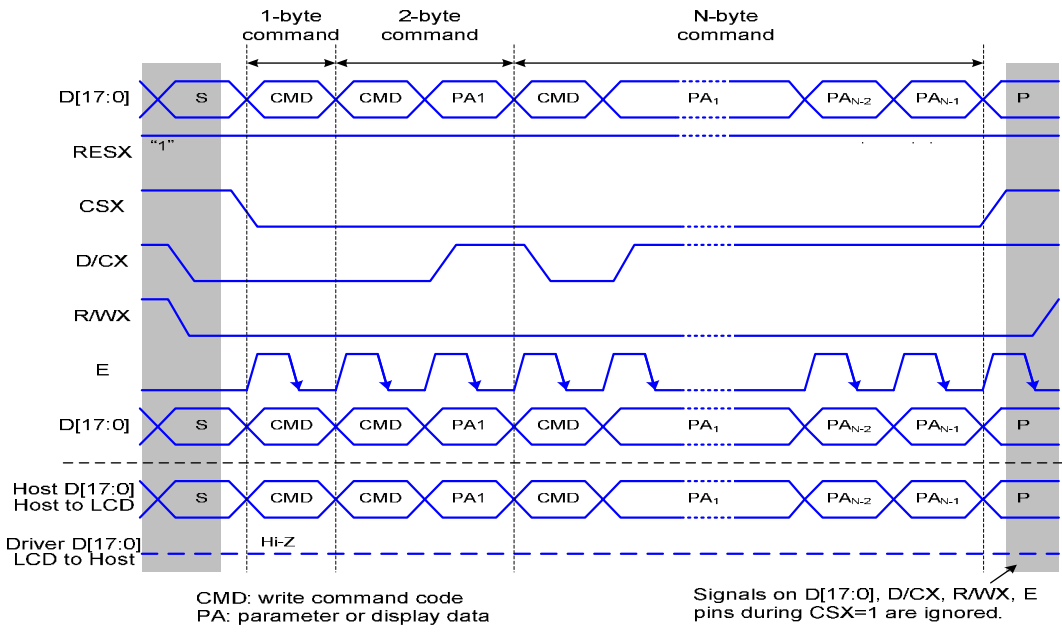 1-byte command
2-byte command
N-byte command
D[17:0] S CMD CMD PA1 CMD PA₁ PAN-2 PAN-1 P
RESX "1"
CSX
D/CX
R/WX
E
D[17:0] S CMD CMD PA1 CMD PA₁ PAN-2 PAN-1 P
Host D[17:0] S CMD CMD PA1 CMD PA₁ PAN-2 PAN-1 P
Host to LCD
Driver D[17:0] Hi-Z
LCD to Host
CMD: write command code
PA: parameter or display data
Signals on D[17:0], D/CX, R/WX, E
pins during CSX=1 are ignored.